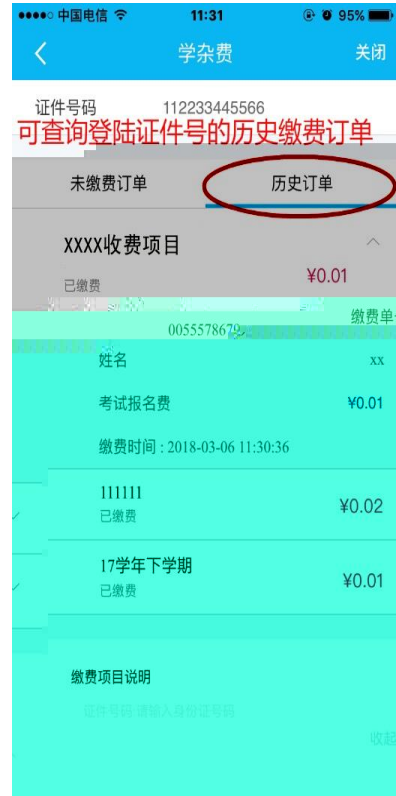 中国电信 11:31 95%
学杂费 关闭
证件号码 112233445566
可查询登陆证件号的历史缴费订单
未缴费订单 历史订单
XXXX收费项目
已缴费 ¥0.01
缴费单
0055578679
姓名 xx
考试报名费 ¥0.01
缴费时间 : 2018-03-06 11:30:36
111111
已缴费 ¥0.02
17学年下学期
已缴费 ¥0.01
缴费项目说明
证件号码:请输入身份证号码
收起